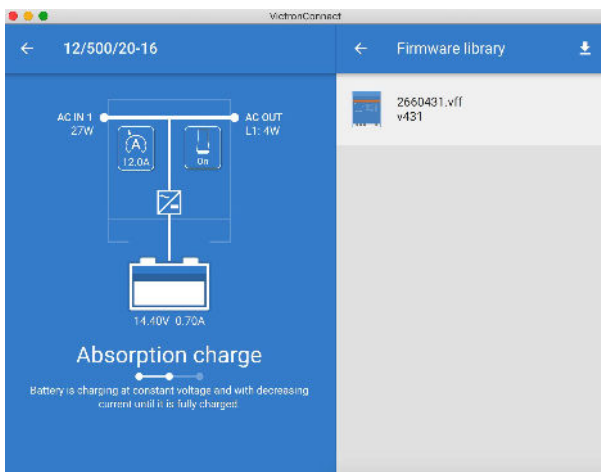 VictronConnect
12/500/20-16
AC IN 1
27W
12.0A
On
AC OUT
L1: 4W
14.40V 0.70A
Absorption charge
Battery is charging at constant voltage and with decreasing
current until it is fully charged
Firmware library
2660431.vff
v431